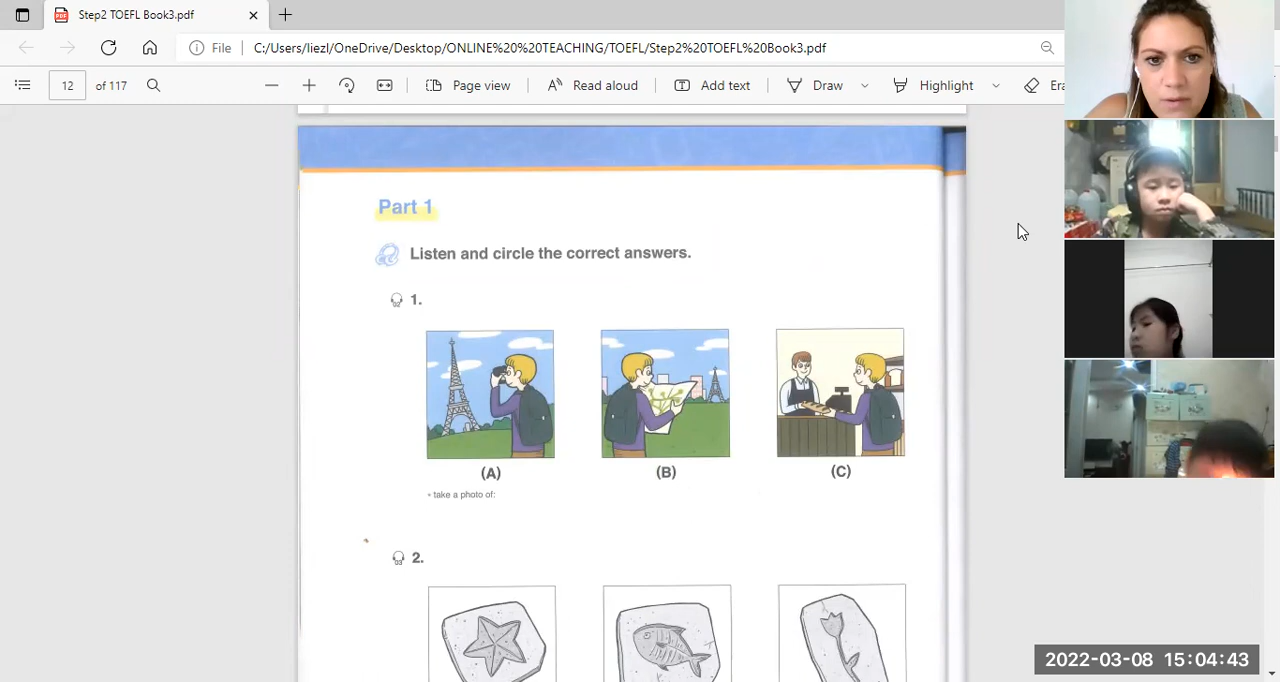 Step2 TOEFL Book3.pdf
File C:/Users/liezl/OneDrive/Desktop/ONLINE%20%20TEACHING/TOEFL/Step2%20TOEFL%20Book3.pdf
12 of 117 Page view Read aloud Add text Draw Highlight Era
Part 1
Listen and circle the correct answers.
1.
(A) (B) (C)
• take a photo of:
2.
2022-03-08 15:04:43